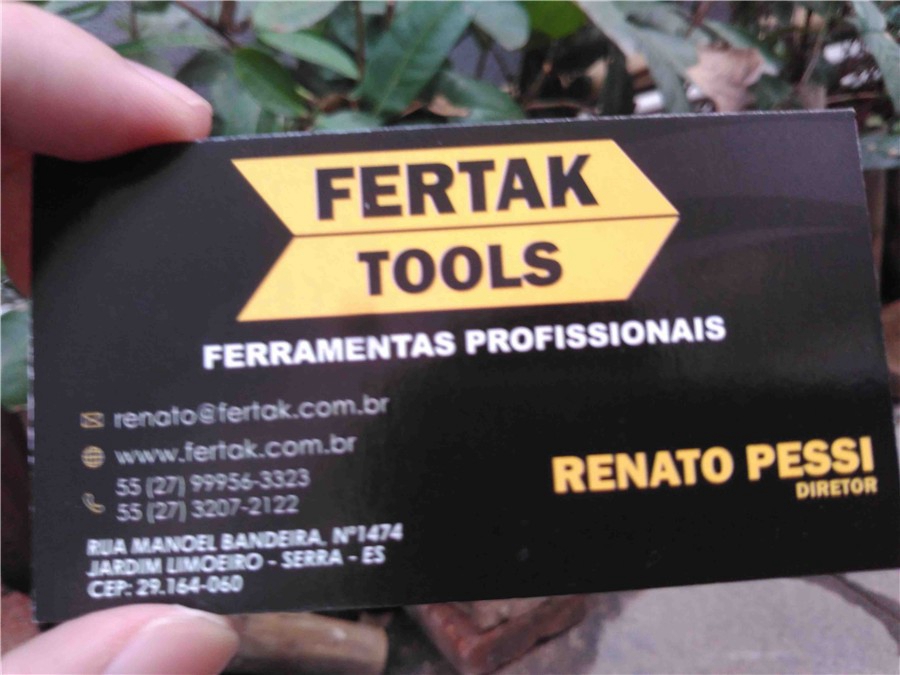 FERTAK
TOOLS
FERRAMENTAS PROFISSIONAIS
renato@fertak.com.br
www.fertak.com.br
55 (27) 99956-3323
55 (27) 3207-2122
RUA MANOEL BANDEIRA, Nº1474
JARDIM LIMOEIRO - SERRA - ES
CEP: 29.164-060
RENATO PESSI
DIRETOR